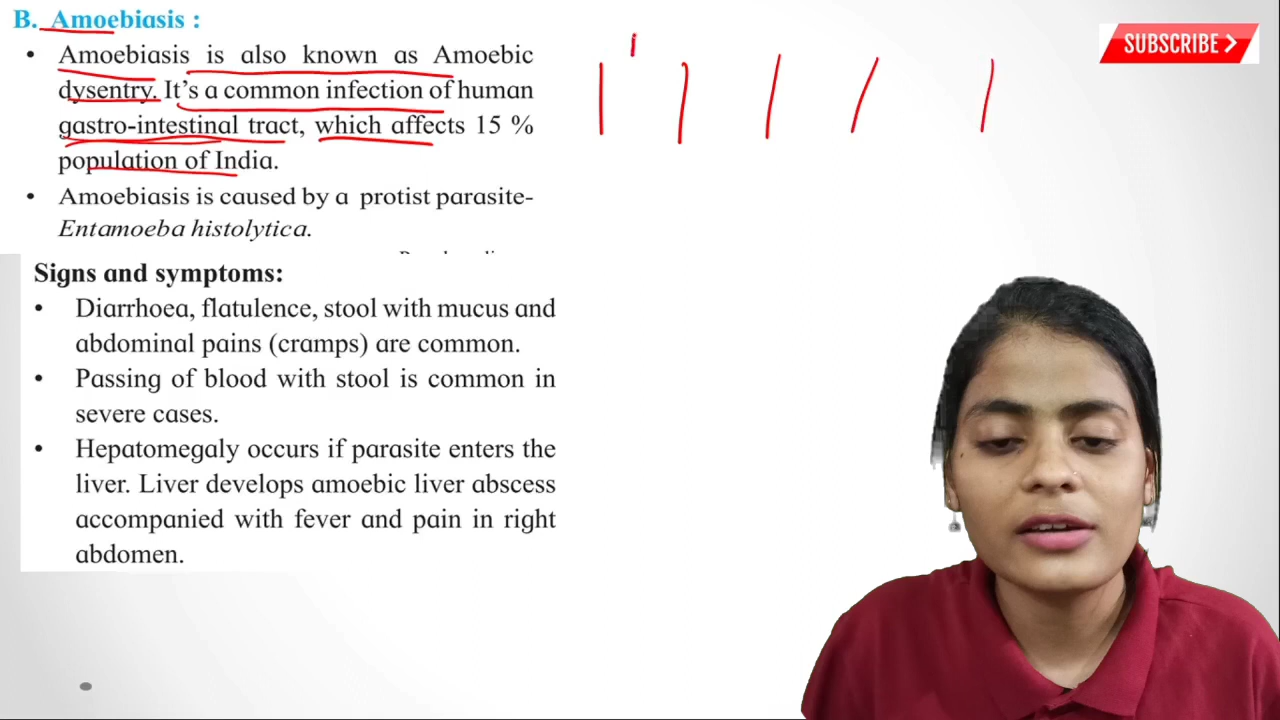 B. Amoebiasis :
• Amoebiasis is also known as Amoebic
dysentry. It's a common infection of human
gastro-intestinal tract, which affects 15 %
population of India.
• Amoebiasis is caused by a protist parasite-
Entamoeba histolytica.
Signs and symptoms:
• Diarrhoea, flatulence, stool with mucus and
abdominal pains (cramps) are common.
• Passing of blood with stool is common in
severe cases.
• Hepatomegaly occurs if parasite enters the
liver. Liver develops amoebic liver abscess
accompanied with fever and pain in right
abdomen.
SUBSCRIBE >